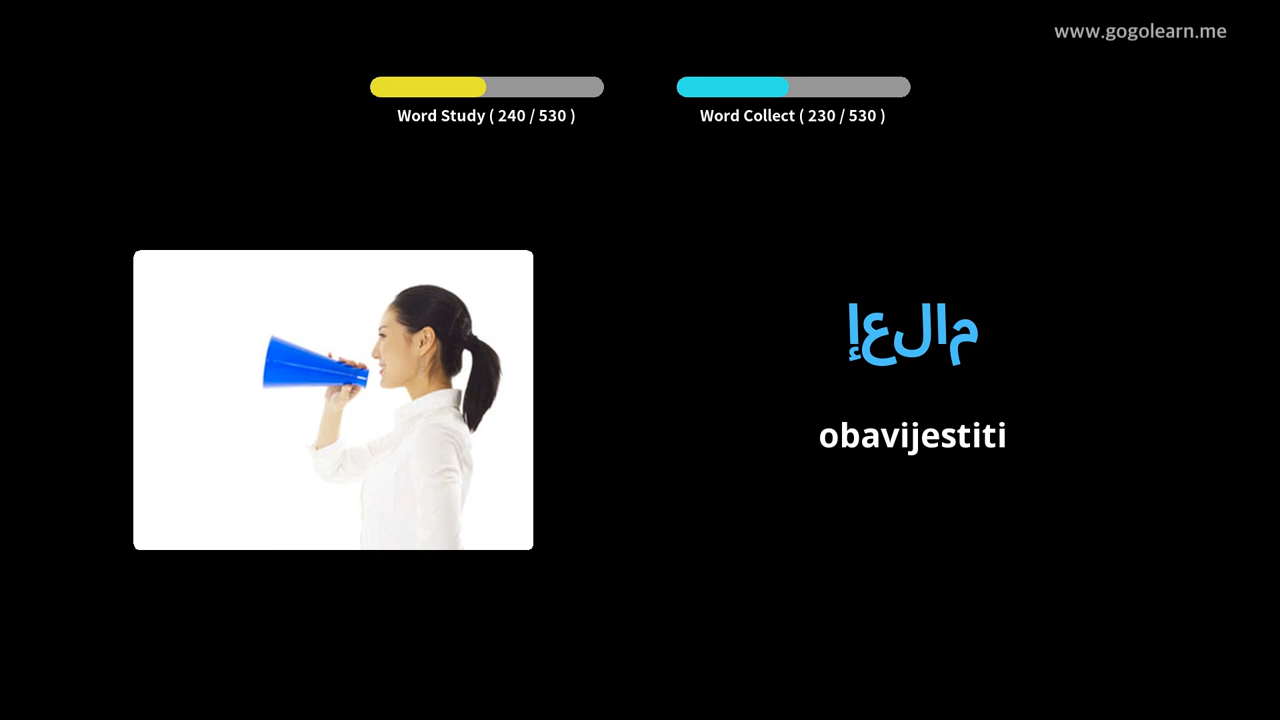 www.gogolearn.me
Word Study ( 240 / 530 )
Word Collect ( 230 / 530 )
إعلام
obavijestiti